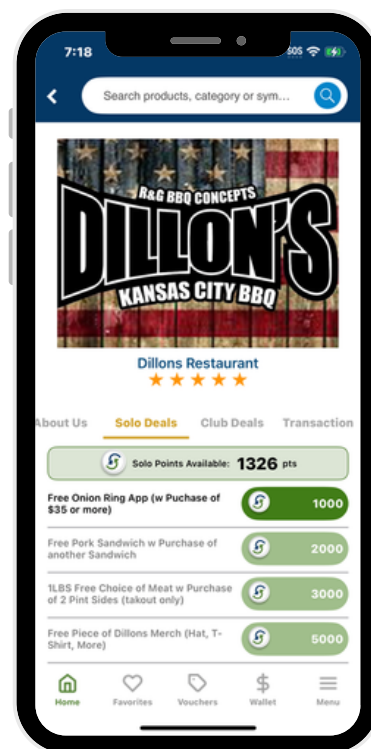 7:18
SOS
Search products, category or sym...
R&G BBQ CONCEPTS
DILLON'S
KANSAS CITY BBQ
Dillons Restaurant
About Us Solo Deals Club Deals Transaction
Solo Points Available: 1326 pts
Free Onion Ring App (w Puchase of
$35 or more)
1000
Free Pork Sandwich w Purchase of
another Sandwich
2000
1LBS Free Choice of Meat w Purchase
of 2 Pint Sides (takout only)
3000
Free Piece of Dillons Merch (Hat, T-
Shirt, More)
5000
Home Favorites Vouchers Wallet Menu